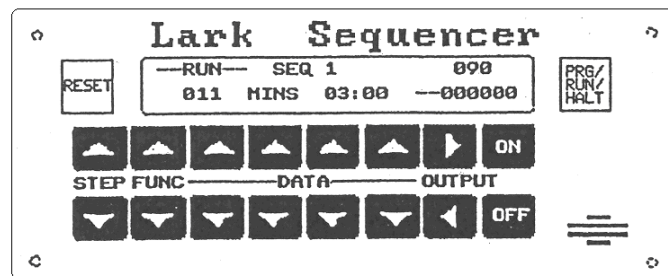 Lark Sequencer
RESET
--RUN-- SEQ 1 090
011 MINS 03:00 --000000
PRG/
RUN/
HALT
ON
STEP FUNC DATA OUTPUT
OFF